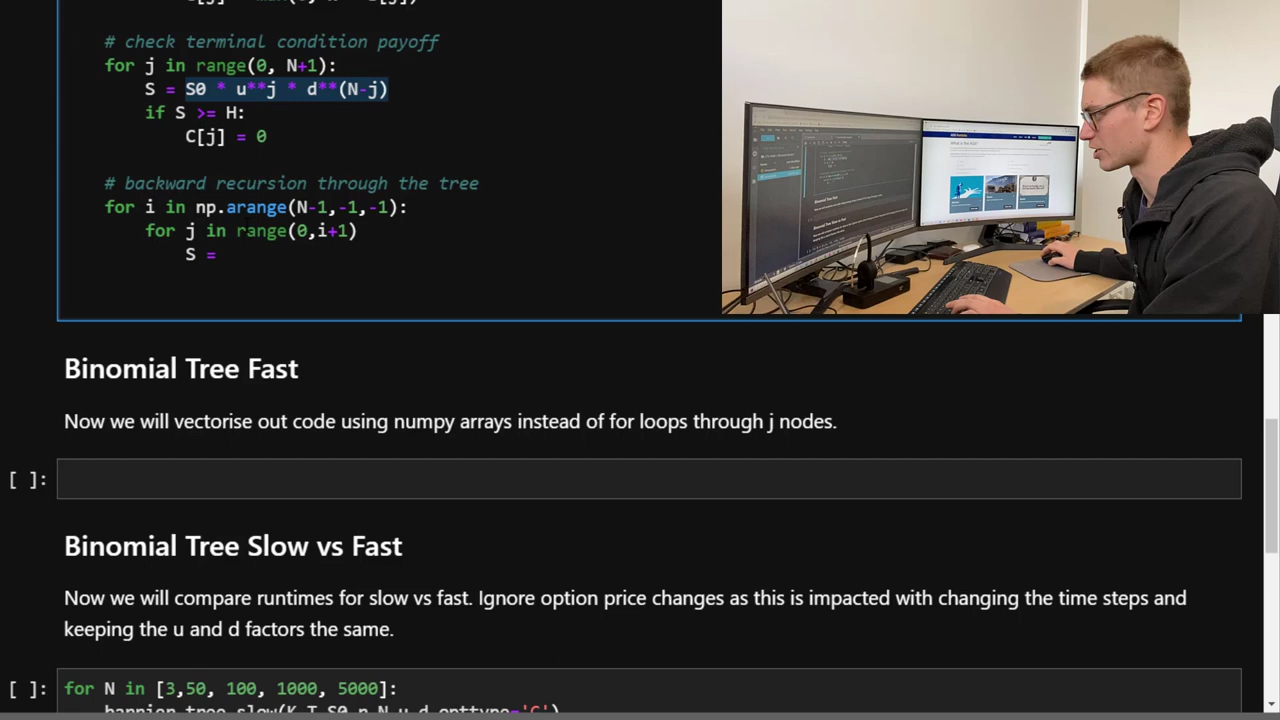 # check terminal condition payoff
for j in range(0, N+1):
S = S0 * u**j * d**(N-j)
if S >= H:
C[j] = 0
# backward recursion through the tree
for i in np.arange(N-1,-1,-1):
for j in range(0,i+1)
S =
Binomial Tree Fast
Now we will vectorise out code using numpy arrays instead of for loops through j nodes.
[ ]:
Binomial Tree Slow vs Fast
Now we will compare runtimes for slow vs fast. Ignore option price changes as this is impacted with changing the time steps and
keeping the u and d factors the same.
[ ]: for N in [3,50, 100, 1000, 5000]:
barrier_tree_slow(K,T,S0,r,N,u,d,opttype='C')